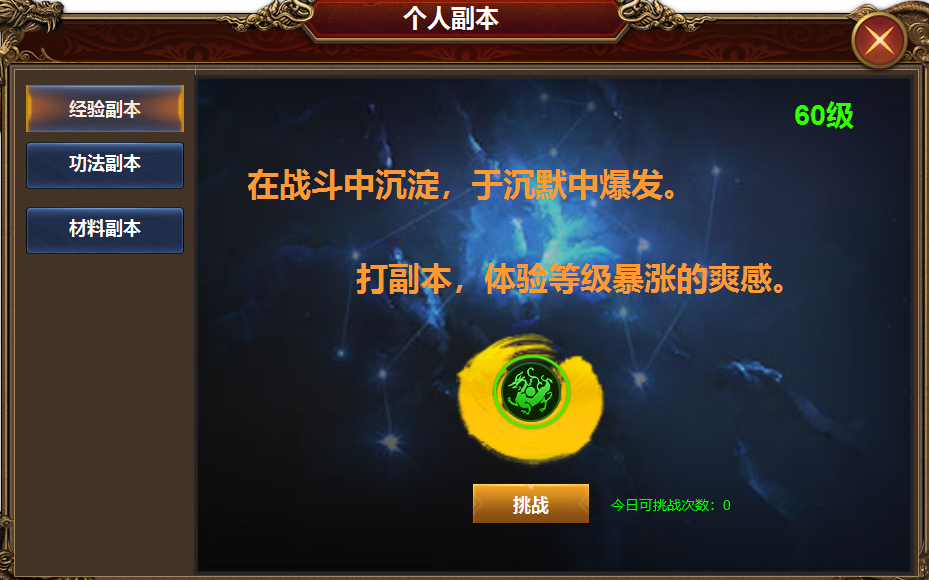 个人副本
经验副本
功法副本
材料副本
60级
在战斗中沉淀，于沉默中爆发。
打副本，体验等级暴涨的爽感。
挑战
今日可挑战次数：0